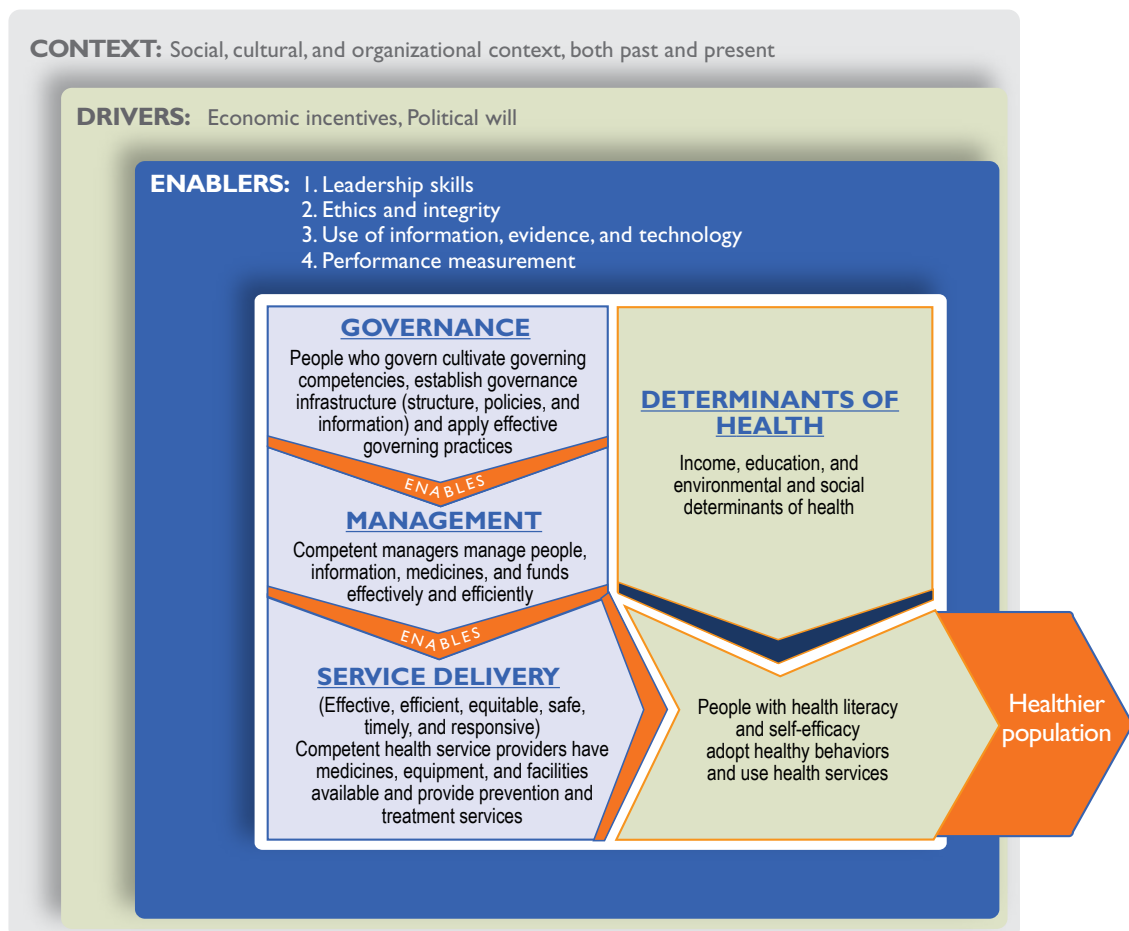 CONTEXT: Social, cultural, and organizational context, both past and present
DRIVERS: Economic incentives, Political will
ENABLERS: 1. Leadership skills
2. Ethics and integrity
3. Use of information, evidence, and technology
4. Performance measurement
GOVERNANCE
People who govern cultivate governing
competencies, establish governance
infrastructure (structure, policies, and
information) and apply effective
governing practices
ENABLES
MANAGEMENT
Competent managers manage people,
information, medicines, and funds
effectively and efficiently
ENABLES
SERVICE DELIVERY
(Effective, efficient, equitable, safe,
timely, and responsive)
Competent health service providers have
medicines, equipment, and facilities
available and provide prevention and
treatment services
DETERMINANTS OF
HEALTH
Income, education, and
environmental and social
determinants of health
People with health literacy
and self-efficacy
adopt healthy behaviors
and use health services
Healthier
population